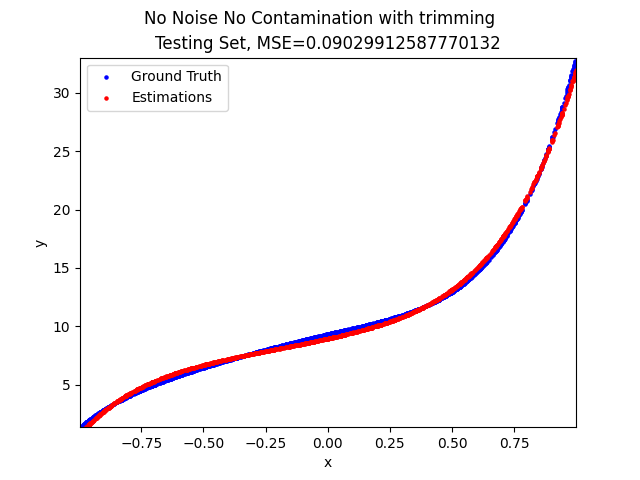 No Noise No Contamination with trimming
Testing Set, MSE=0.09029912587770132
Ground Truth
Estimations
30
25
20
15
10
5
y
−0.75 −0.50 −0.25 0.00 0.25 0.50 0.75
x